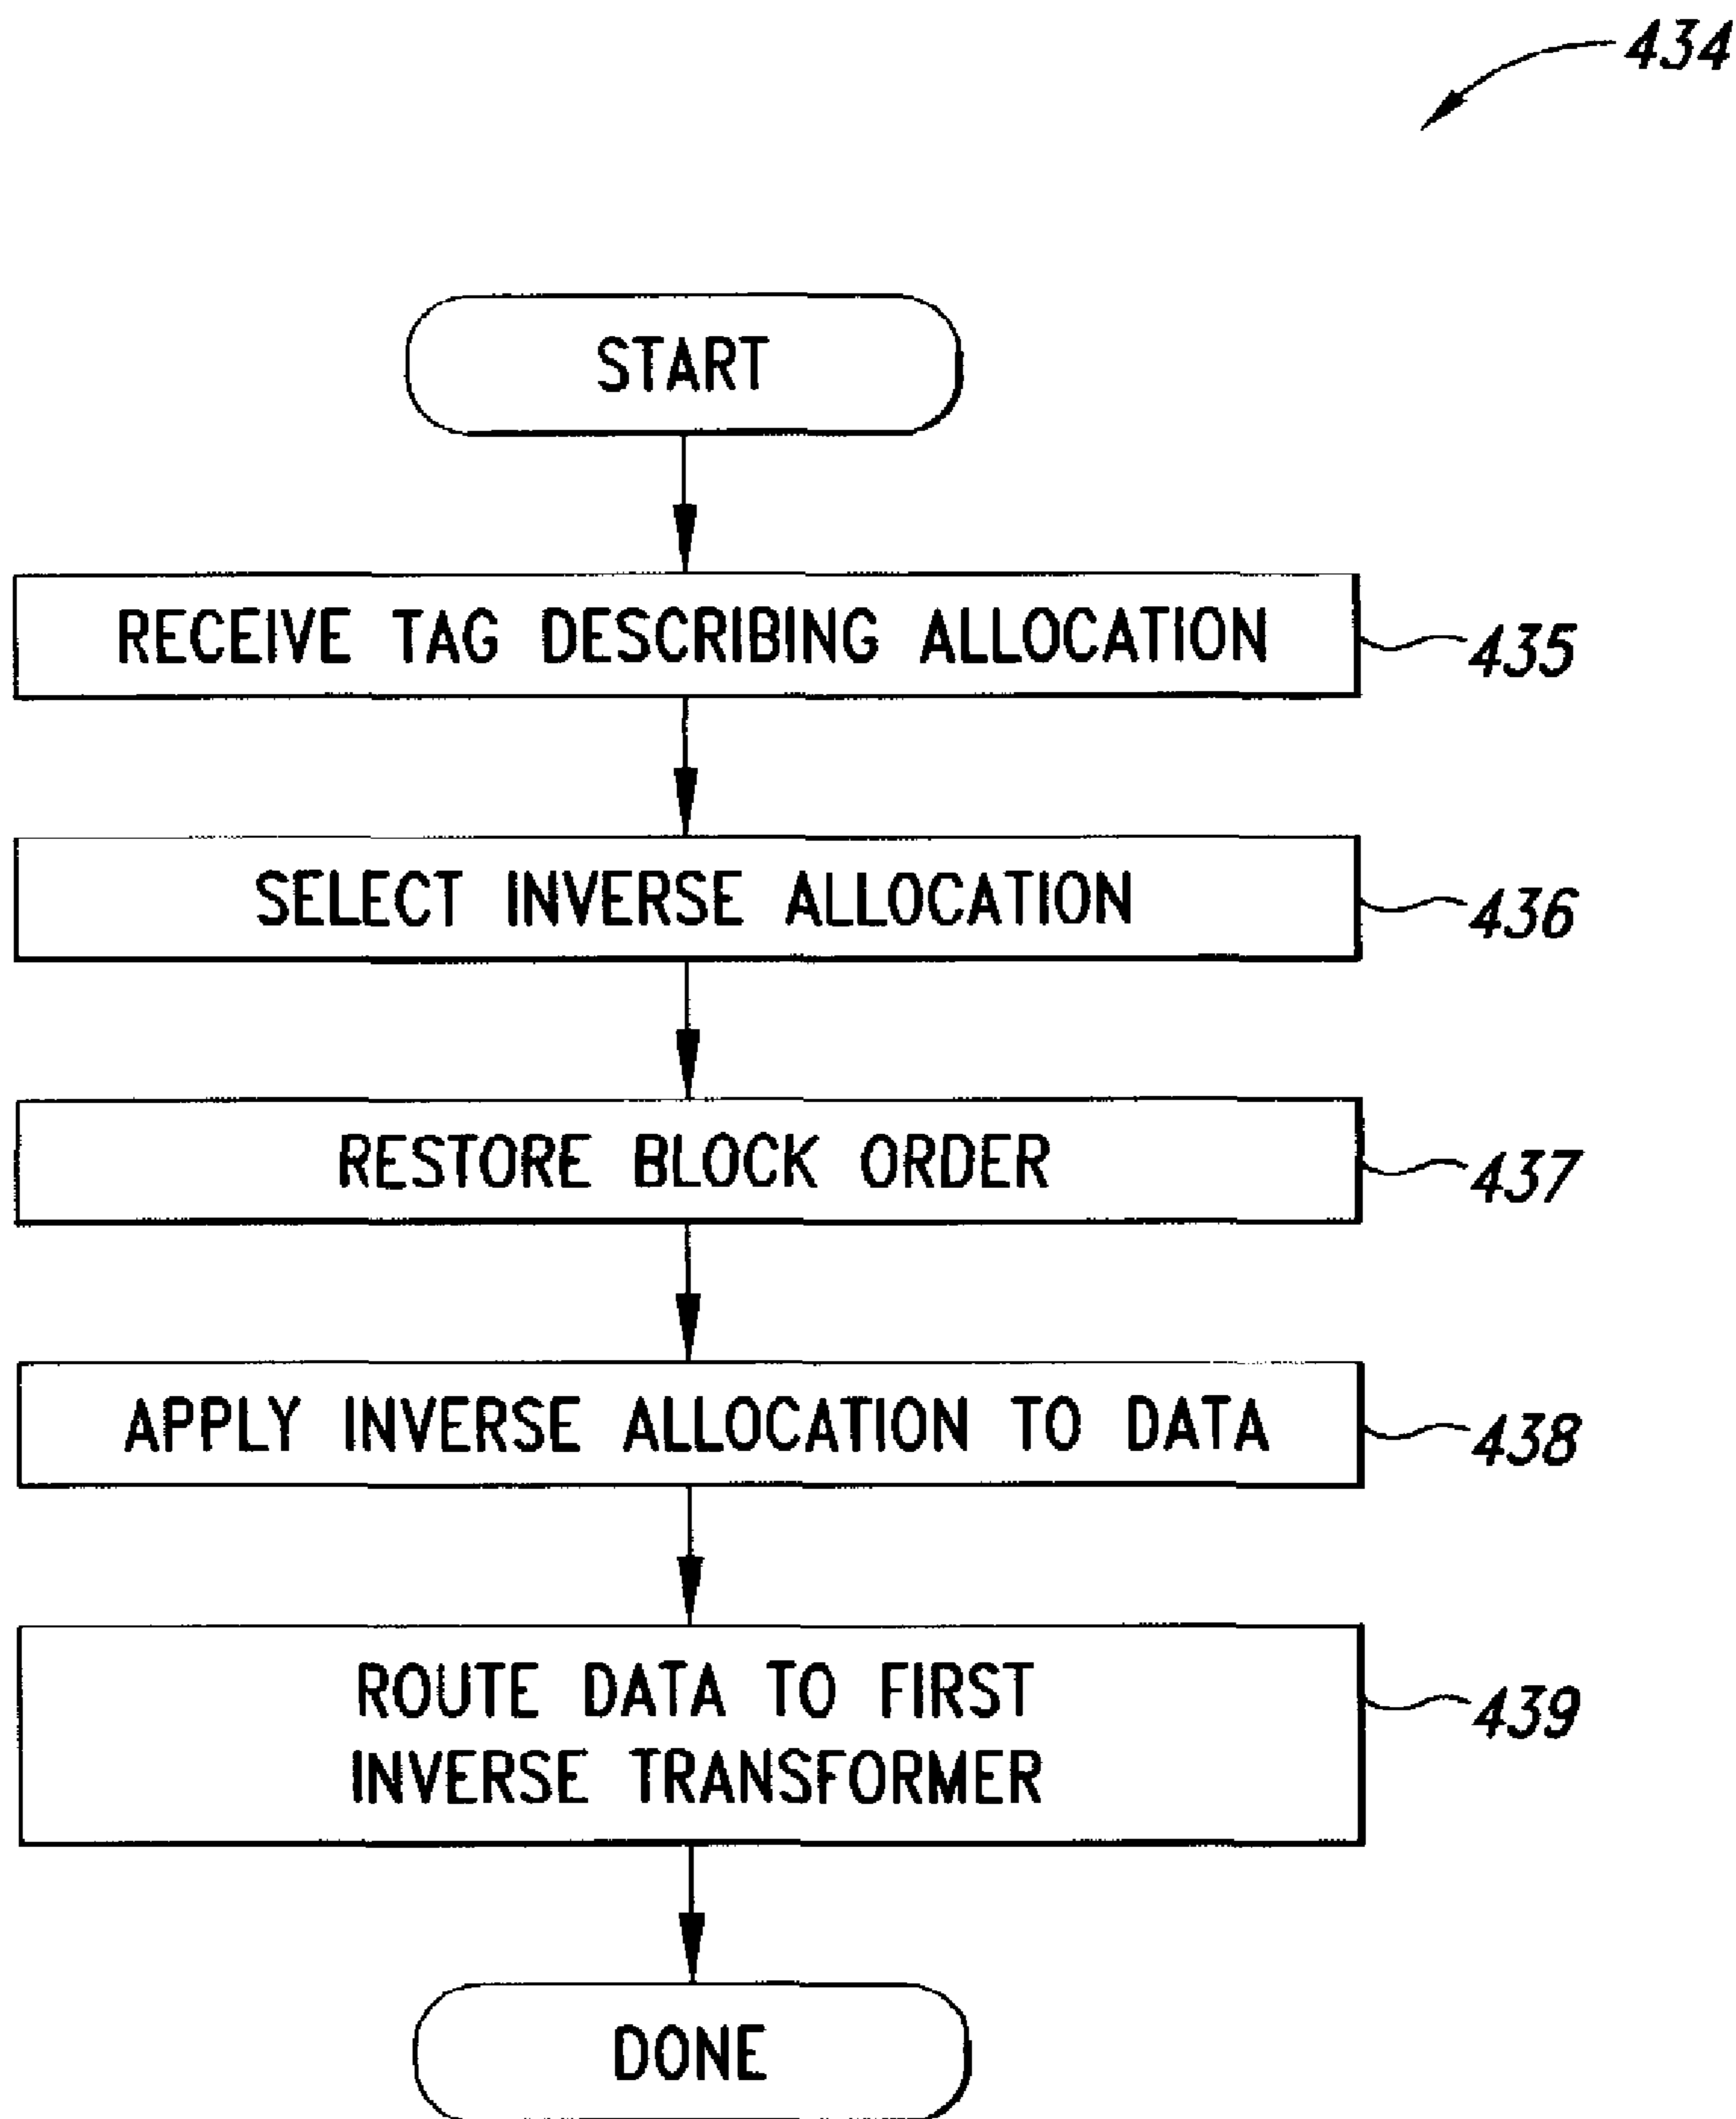 434
START
RECEIVE TAG DESCRIBING ALLOCATION
435
SELECT INVERSE ALLOCATION
436
RESTORE BLOCK ORDER
437
APPLY INVERSE ALLOCATION TO DATA
438
ROUTE DATA TO FIRST
INVERSE TRANSFORMER
439
DONE